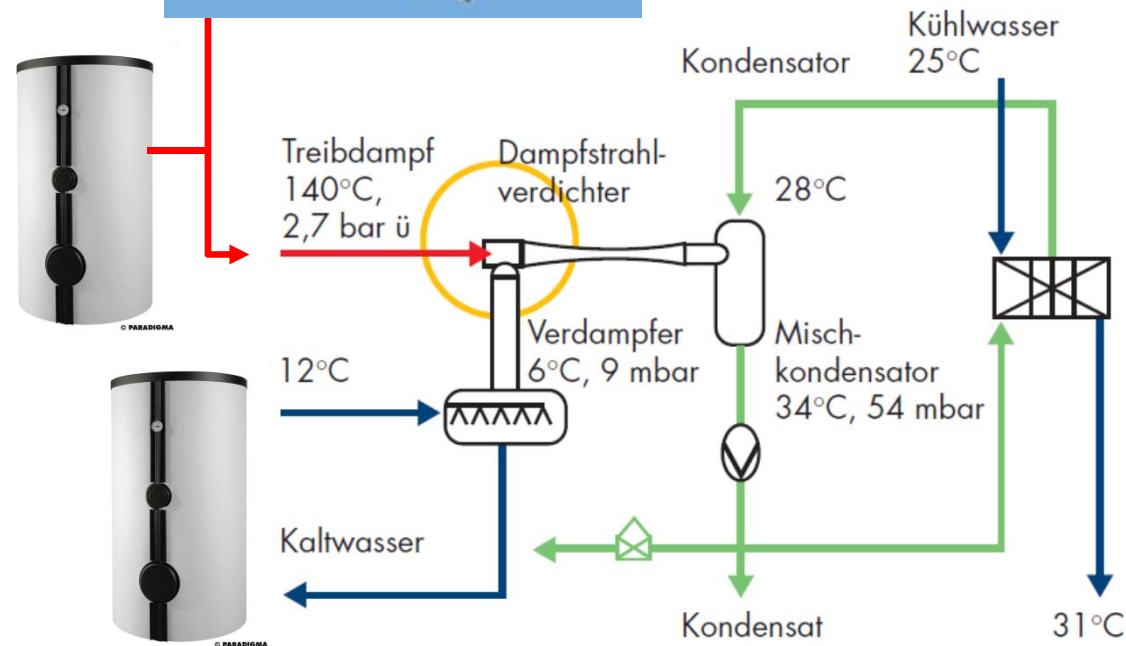 Kühlwasser
25°C
Kondensator
Treibdampf
140°C,
2,7 bar ü
Dampfstrahl-
verdichter
28°C
© PARADIGMA
12°C
Verdampfer
6°C, 9 mbar
Misch-
kondensator
34°C, 54 mbar
Kaltwasser
Kondensat
31°C
© PARADIGMA